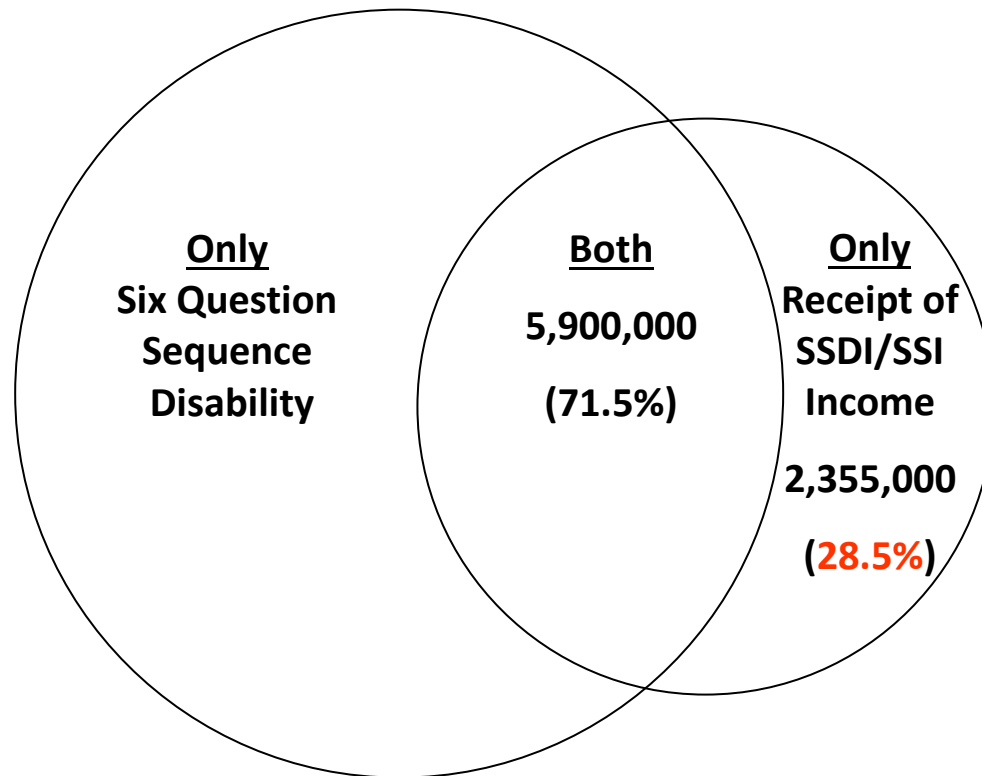 Only
Six Question
Sequence
Disability
Both
5,900,000
(71.5%)
Only
Receipt of
SSDI/SSI
Income
2,355,000
(28.5%)